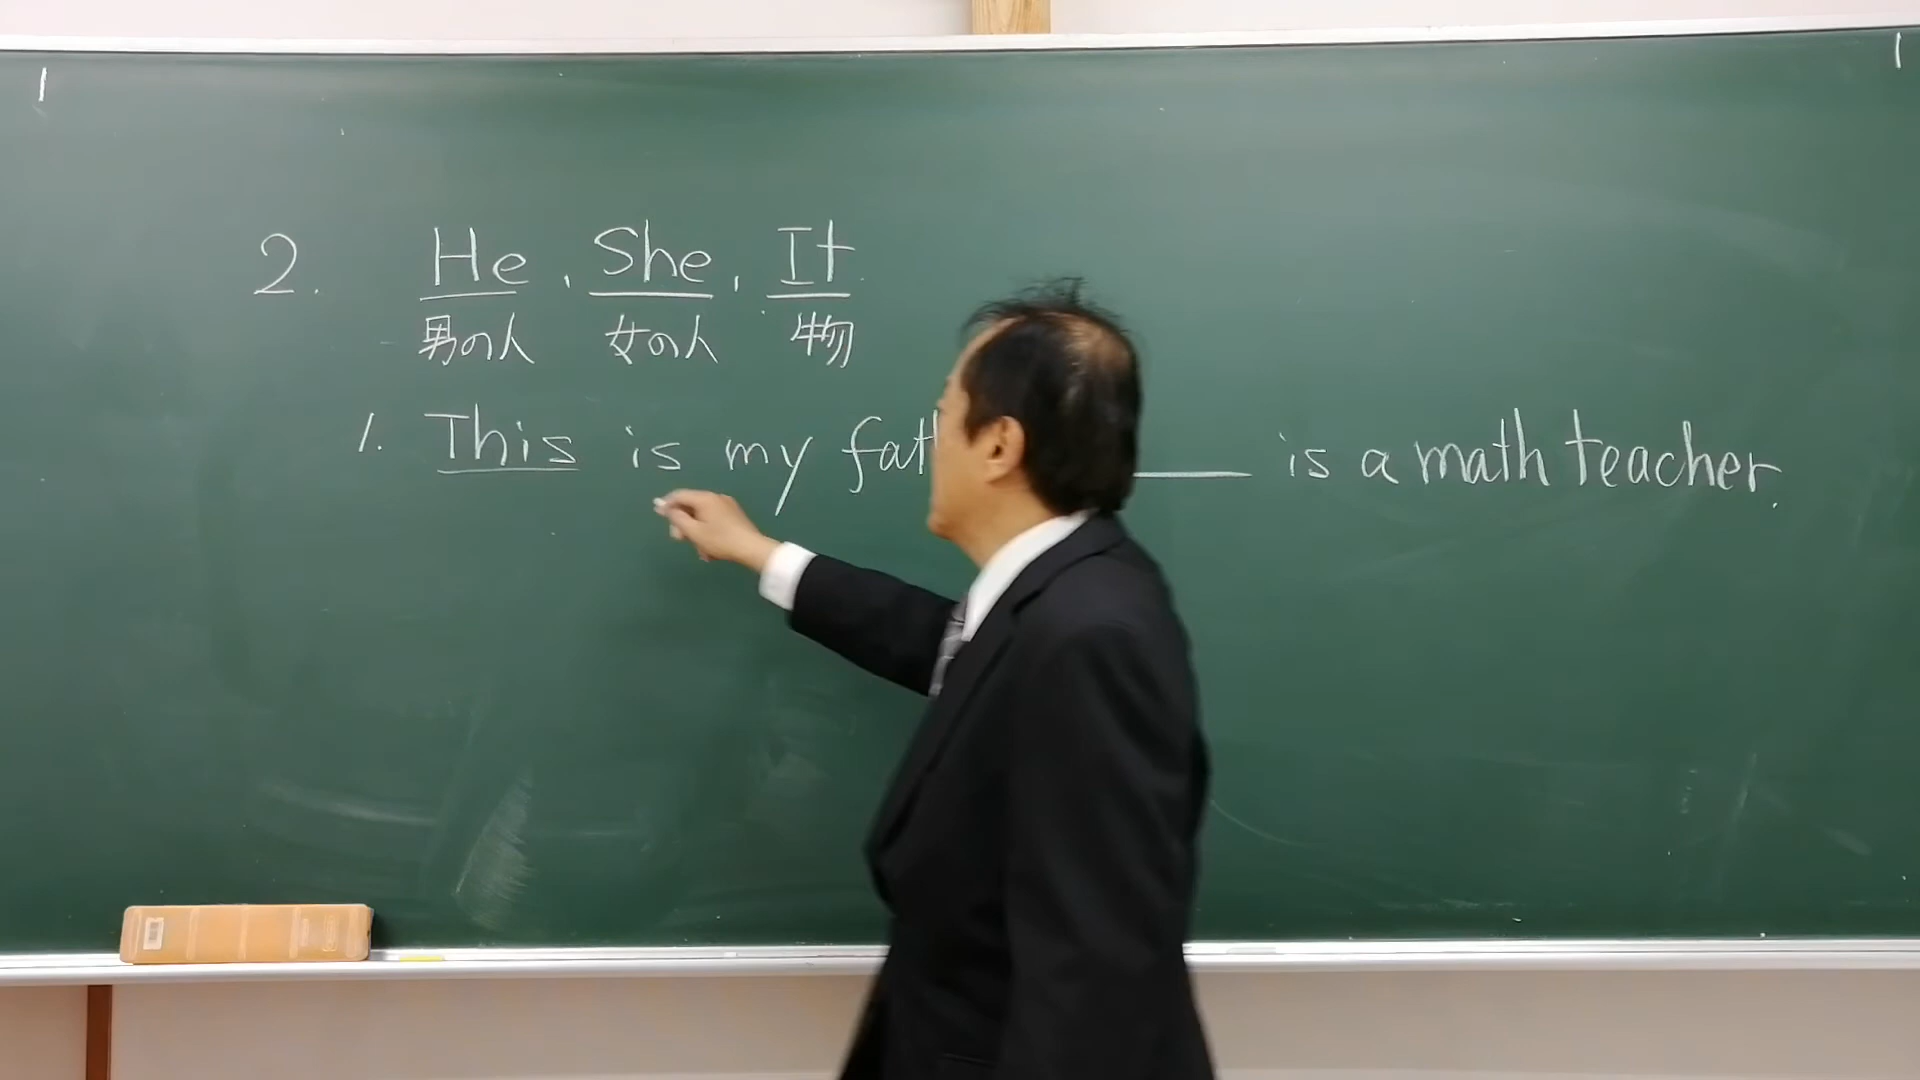 2. He, She, It
男の人 女の人 物
1. This is my fat ____ is a math teacher.